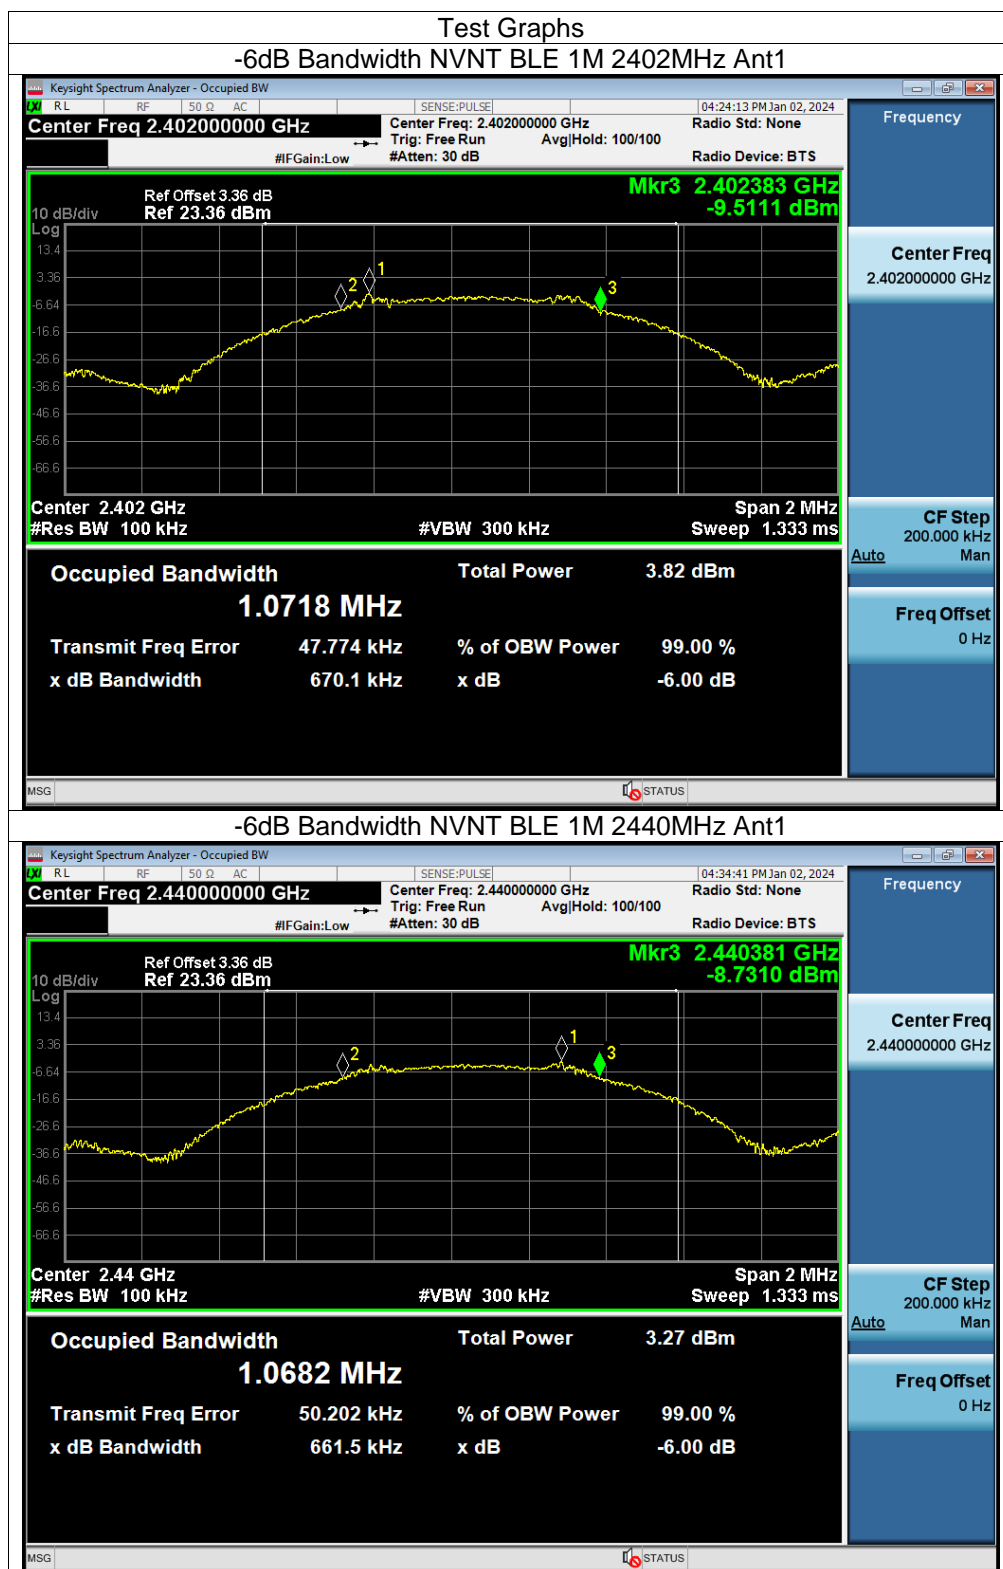 Test Graphs
-6dB Bandwidth NVNT BLE 1M 2402MHz Ant1
Keysight Spectrum Analyzer - Occupied BW
LXI RL RF 50 Ω AC SENSE:PULSE 04:24:13 PM Jan 02, 2024
Center Freq 2.402000000 GHz Center Freq: 2.402000000 GHz Radio Std: None
Trig: Free Run Avg|Hold: 100/100
#IFGain:Low #Atten: 30 dB Radio Device: BTS
Frequency
Mkr3 2.402383 GHz
-9.5111 dBm
Ref Offset 3.36 dB
10 dB/div Ref 23.36 dBm
Log
13.4
3.36
-6.64
-16.6
-26.6
-36.6
-46.6
-56.6
-66.6
1
2
3
Center 2.402 GHz Span 2 MHz
#Res BW 100 kHz #VBW 300 kHz Sweep 1.333 ms
Center Freq
2.402000000 GHz
CF Step
200.000 kHz
Auto Man
Freq Offset
0 Hz
Occupied Bandwidth Total Power 3.82 dBm
1.0718 MHz
Transmit Freq Error 47.774 kHz % of OBW Power 99.00 %
x dB Bandwidth 670.1 kHz x dB -6.00 dB
MSG STATUS
-6dB Bandwidth NVNT BLE 1M 2440MHz Ant1
Keysight Spectrum Analyzer - Occupied BW
LXI RL RF 50 Ω AC SENSE:PULSE 04:34:41 PM Jan 02, 2024
Center Freq 2.440000000 GHz Center Freq: 2.440000000 GHz Radio Std: None
Trig: Free Run Avg|Hold: 100/100
#IFGain:Low #Atten: 30 dB Radio Device: BTS
Frequency
Mkr3 2.440381 GHz
-8.7310 dBm
Ref Offset 3.36 dB
10 dB/div Ref 23.36 dBm
Log
13.4
3.36
-6.64
-16.6
-26.6
-36.6
-46.6
-56.6
-66.6
1
2
3
Center 2.44 GHz Span 2 MHz
#Res BW 100 kHz #VBW 300 kHz Sweep 1.333 ms
Center Freq
2.440000000 GHz
CF Step
200.000 kHz
Auto Man
Freq Offset
0 Hz
Occupied Bandwidth Total Power 3.27 dBm
1.0682 MHz
Transmit Freq Error 50.202 kHz % of OBW Power 99.00 %
x dB Bandwidth 661.5 kHz x dB -6.00 dB
MSG STATUS